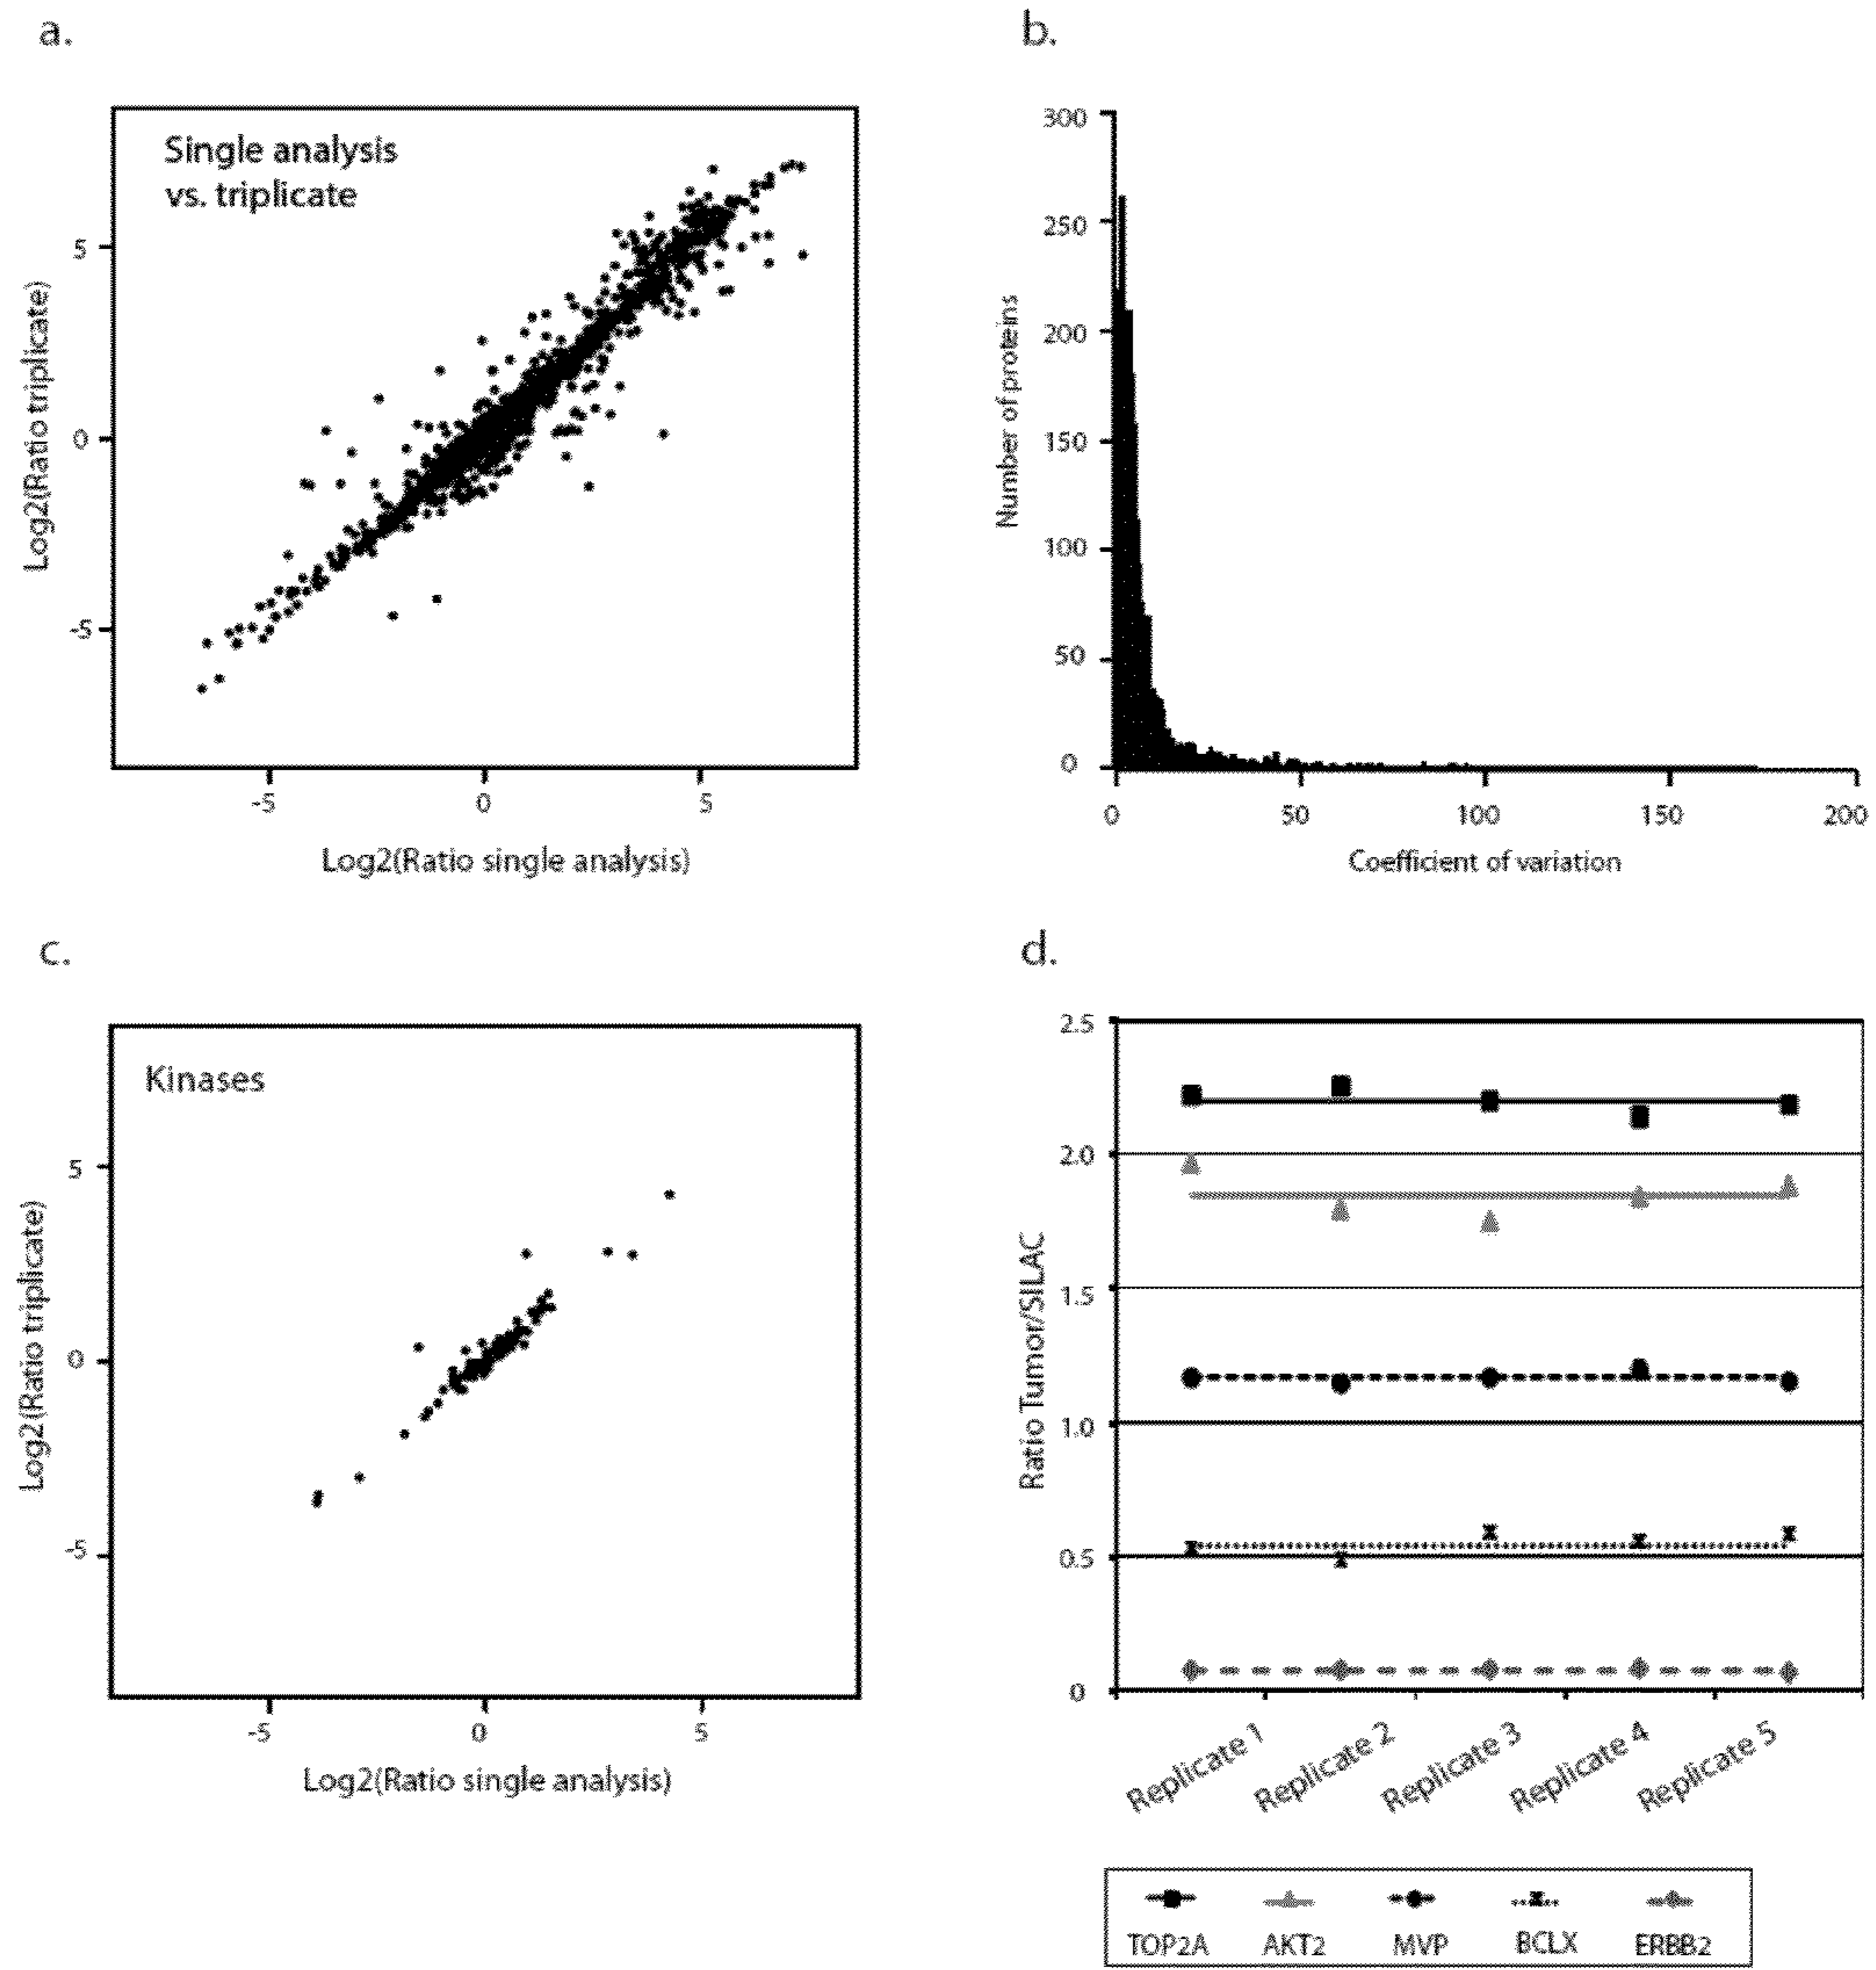 a.
Single analysis
vs. triplicate
Log2(Ratio triplicate)
5
0
-5
-5
0
5
Log2(Ratio single analysis)
b.
Number of proteins
300
250
200
150
100
50
0
0
50
100
150
200
Coefficient of variation
c.
Kinases
Log2(Ratio triplicate)
5
0
-5
-5
0
5
Log2(Ratio single analysis)
d.
Ratio Tumor/SILAC
2.5
2.0
1.5
1.0
0.5
0
Replicate 1
Replicate 2
Replicate 3
Replicate 4
Replicate 5
TOP2A
AKT2
MVP
BCLX
ERBB2